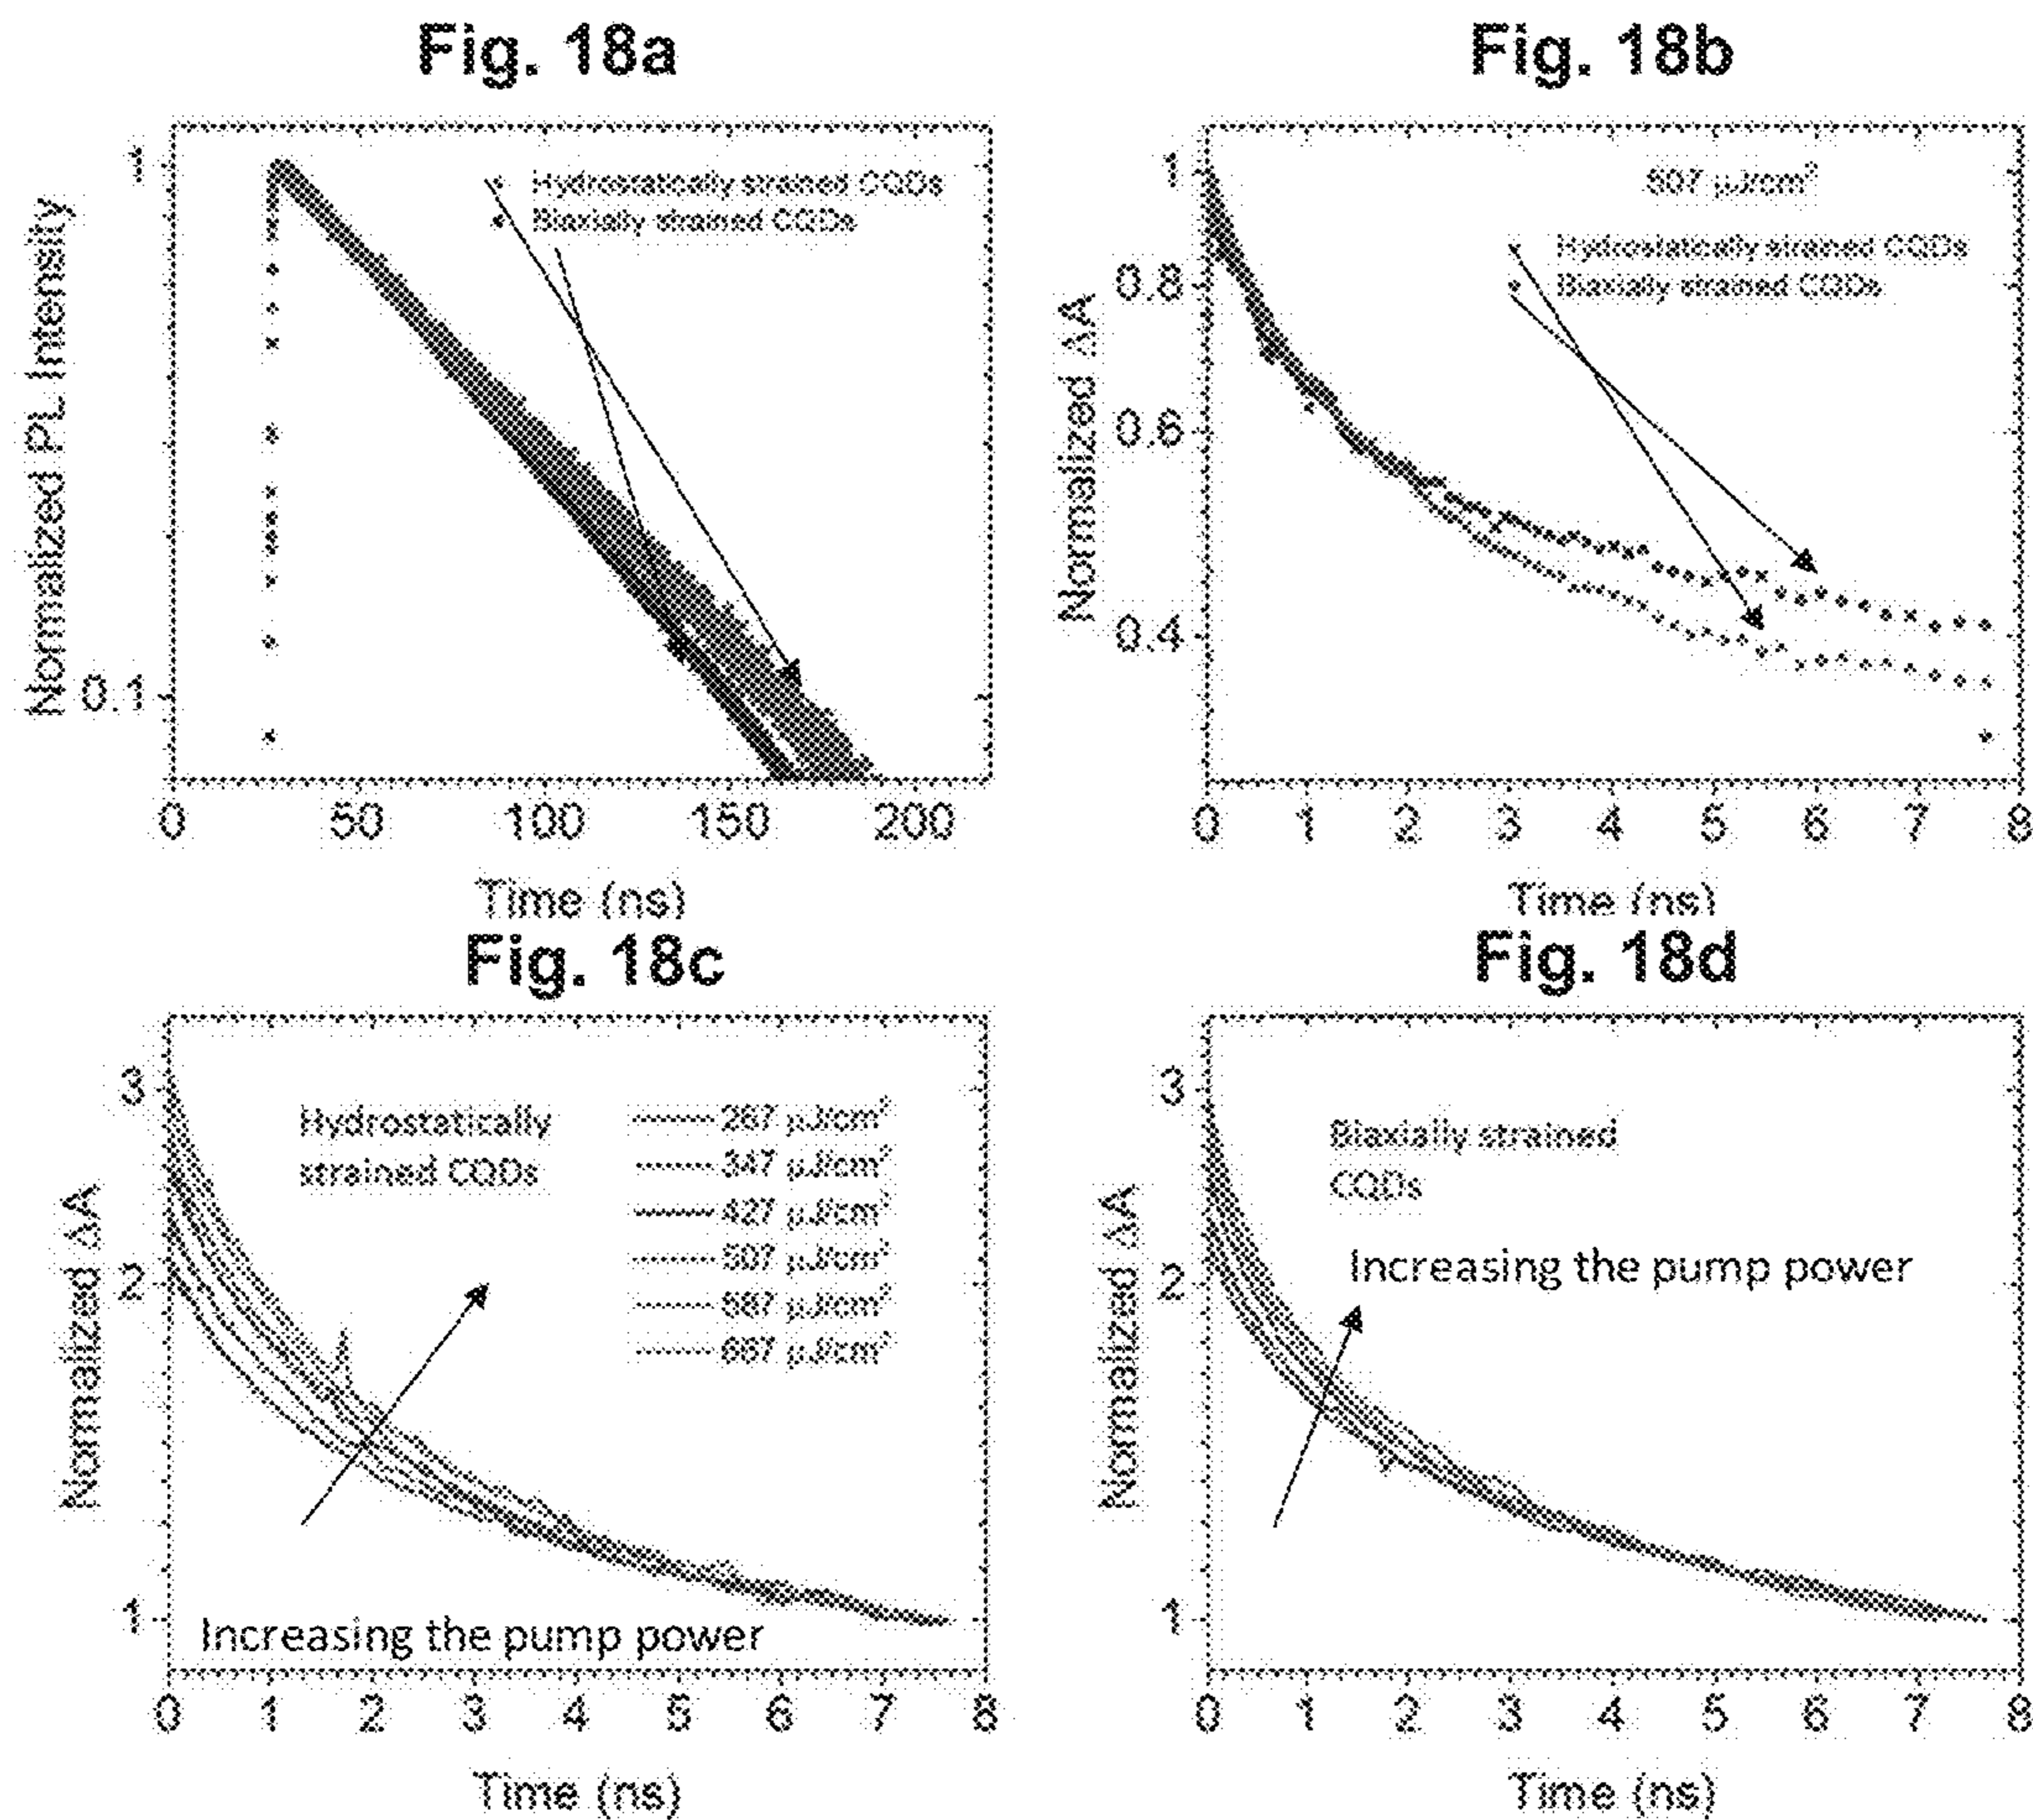 Fig. 18a
1
0.1
Normalized PL Intensity
Hydrostatically strained CQDs
Biaxially strained CQDs
0 50 100 150 200
Time (ns)
Fig. 18b
1
0.8
0.6
0.4
Normalized ΔA
μJ/cm²
Hydrostatically strained CQDs
Biaxially strained CQDs
0 1 2 3 4 5 6 7 8
Time (ns)
Fig. 18c
3
2
1
Normalized ΔA
Hydrostatically
strained CQDs
267 μJ/cm²
347 μJ/cm²
427 μJ/cm²
507 μJ/cm²
μJ/cm²
μJ/cm²
Increasing the pump power
0 1 2 3 4 5 6 7 8
Time (ns)
Fig. 18d
3
2
1
Normalized ΔA
Biaxially strained
CQDs
Increasing the pump power
0 1 2 3 4 5 6 7 8
Time (ns)